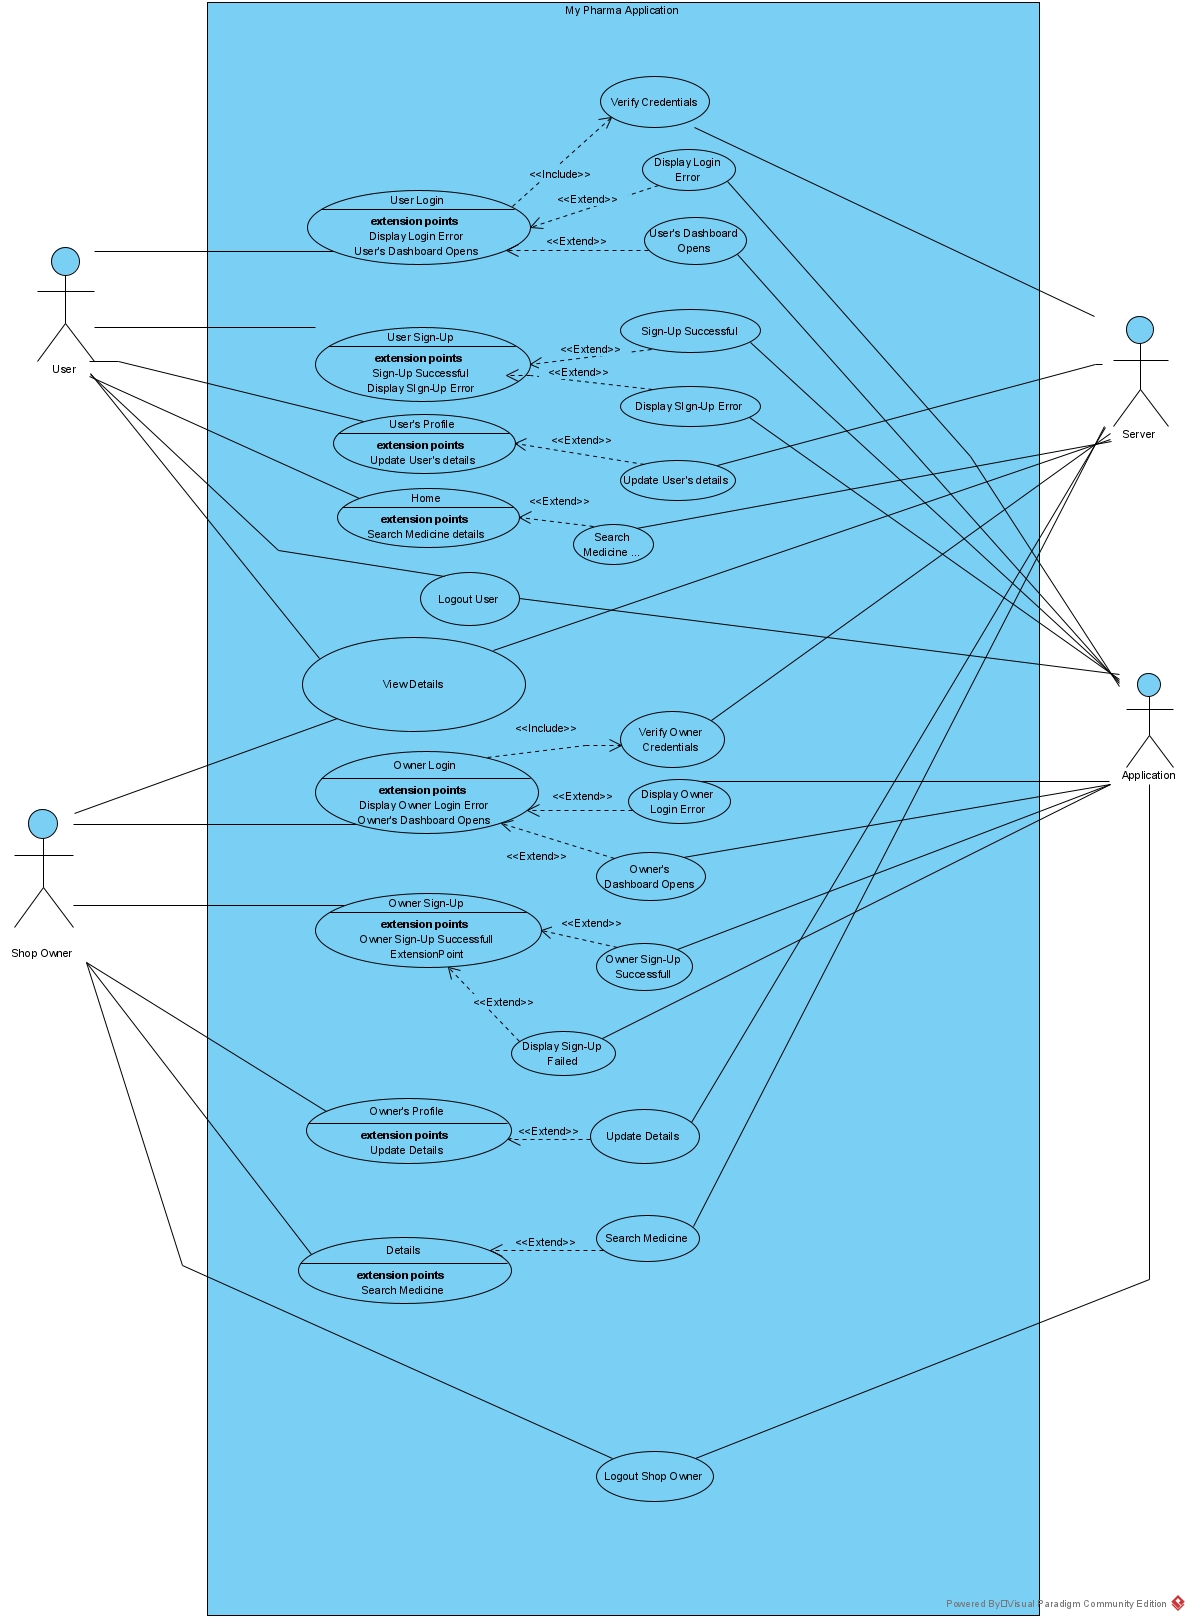 My Pharma Application
Verify Credentials
<<Include>>
Display Login
Error
<<Extend>>
User Login
extension points
Display Login Error
User's Dashboard Opens
<<Extend>>
User's Dashboard
Opens
User
Server
User Sign-Up
extension points
Sign-Up Successful
Display SIgn-Up Error
<<Extend>>
Sign-Up Successful
<<Extend>>
Display SIgn-Up Error
User's Profile
extension points
Update User's details
<<Extend>>
Update User's details
Home
extension points
Search Medicine details
<<Extend>>
Search
Medicine ...
Logout User
View Details
<<Include>>
Verify Owner
Credentials
Owner Login
extension points
Display Owner Login Error
Owner's Dashboard Opens
<<Extend>>
Display Owner
Login Error
Application
<<Extend>>
Owner's
Dashboard Opens
Shop Owner
Owner Sign-Up
extension points
Owner Sign-Up Successfull
ExtensionPoint
<<Extend>>
Owner Sign-Up
Successfull
<<Extend>>
Display Sign-Up
Failed
Owner's Profile
extension points
Update Details
<<Extend>>
Update Details
Details
extension points
Search Medicine
<<Extend>>
Search Medicine
Logout Shop Owner
Powered By□Visual Paradigm Community Edition